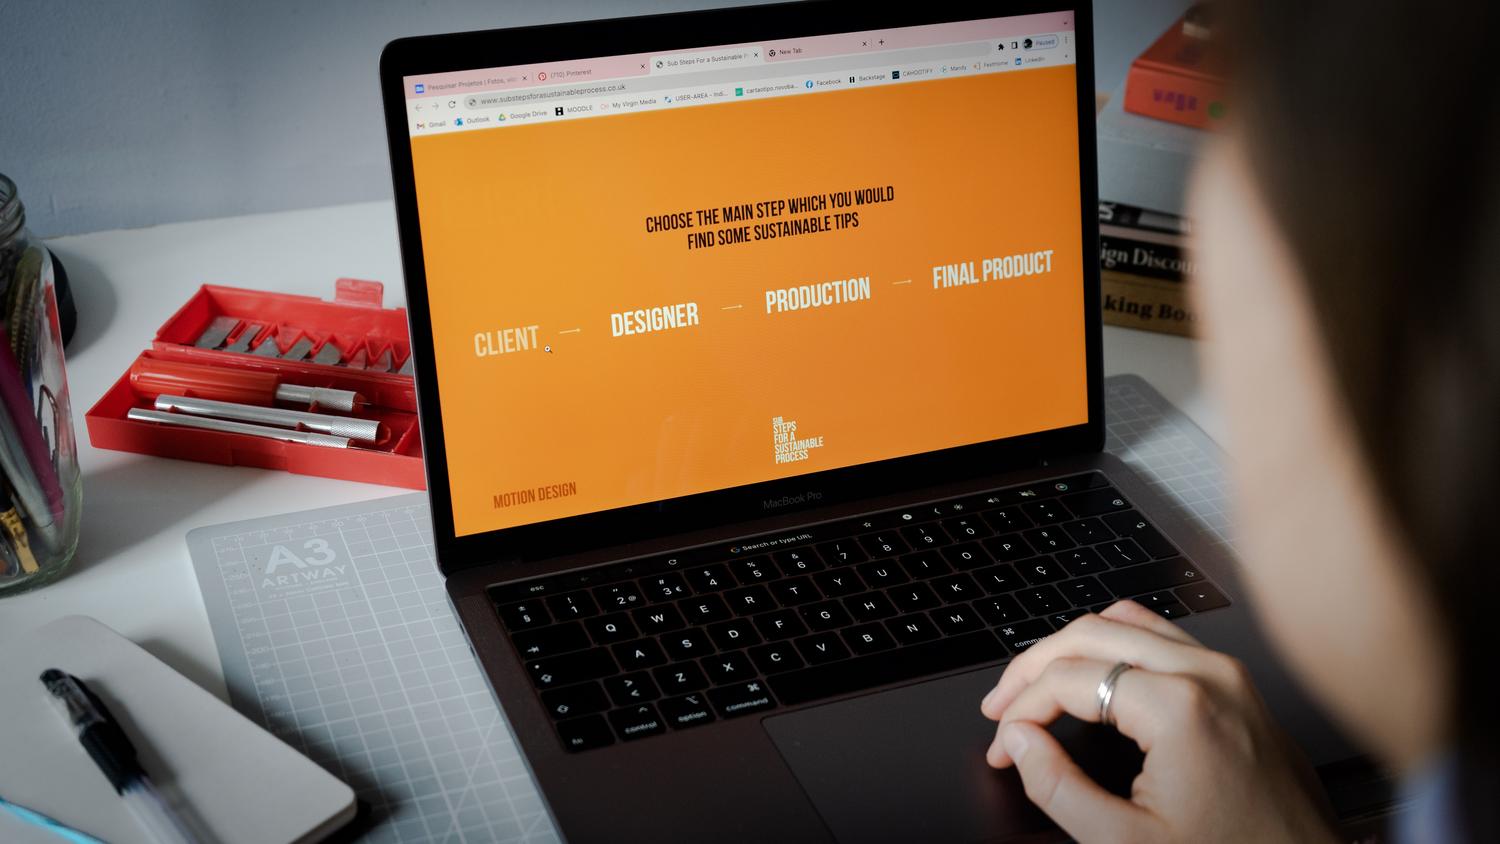 Pesquisar Projetos | Fotos, víd
(710) Pinterest
Sub Steps For a Sustainable P
New Tab
www.substepsforasustainableprocess.co.uk
Paused
Gmail
Outlook
Google Drive
MOODLE
My Virgin Media
USER-AREA - Indi...
cartaotipo.novoba...
Facebook
Backstage
CAHOOTIFY
Mandy
FestHome
LinkedIn
CHOOSE THE MAIN STEP WHICH YOU WOULD
FIND SOME SUSTAINABLE TIPS
CLIENT → DESIGNER → PRODUCTION → FINAL PRODUCT
SUB
STEPS
FOR A
SUSTAINABLE
PROCESS
MOTION DESIGN
MacBook Pro
esc
Search or type URL
! 1 " 2 @ # 3 € $ 4 % 5 & 6 / 7 ( 8 ) 9 = 0 ? '
Q W E R T Y U I O P
A S D F G H J K L Ç
Z X C V B N M
fn control option command
A3
ARTWAY
ign Discou
king Boo